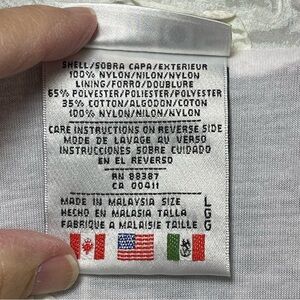 SHELL/SOBRA CAPA/EXTERIEUR
100% NYLON/NILON/NYLON
LINING/FORRO/DOUBLURE
65% POLYESTER/POLIESTER/POLYESTER
35% COTTON/ALGODON/COTON
100% NYLON/NILON/NYLON
CARE INSTRUCTIONS ON REVERSE SIDE
MODE DE LAVAGE AU VERSO
INSTRUCCIONES SOBRE CUIDADO
EN EL REVERSO
RN 88387
CA 00411
MADE IN MALAYSIA SIZE L
HECHO EN MALASIA TALLA G
FABRIQUE A MALAISIE TAILLE G